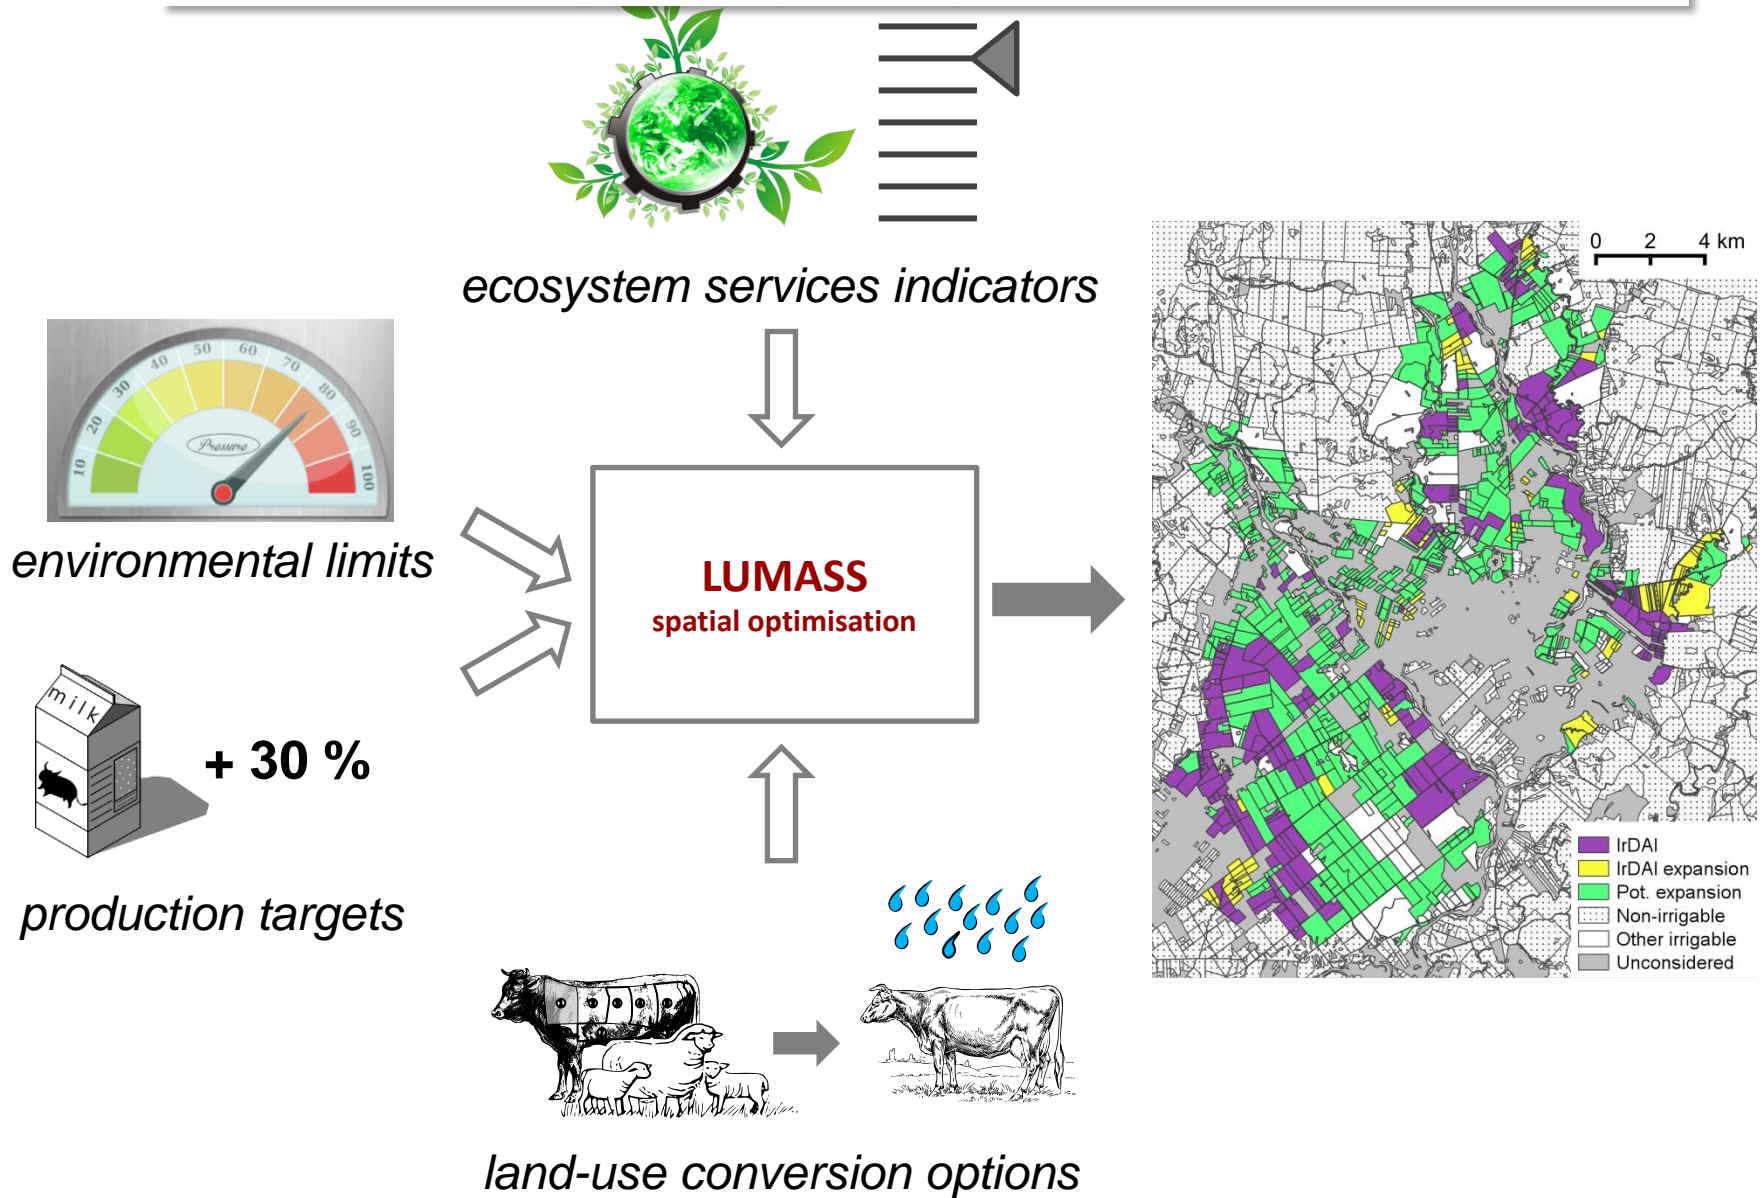 ecosystem services indicators
10 20 30 40 50 60 70 80 90 100
Pressure
environmental limits
LUMASS
spatial optimisation
milk
+ 30 %
production targets
land-use conversion options
0 2 4 km
IrDAI
IrDAI expansion
Pot. expansion
Non-irrigable
Other irrigable
Unconsidered